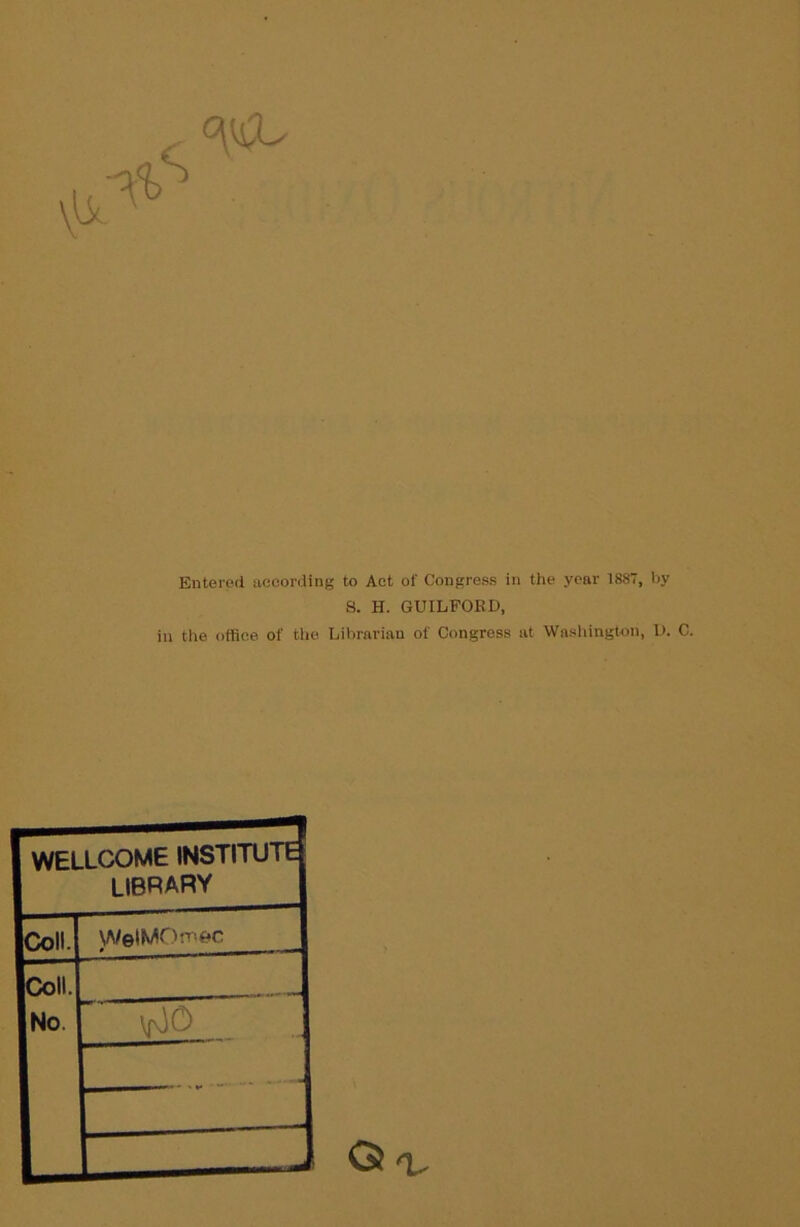 Entered according to Act of Congress in the year 1887, by
S. H. GUILFORD,
in the office of the Librarian of Congress at Washington, D. C.
WELLCOME INSTITUTE
LIBRARY
Coll. WelMOmec
Coll.
No. WO